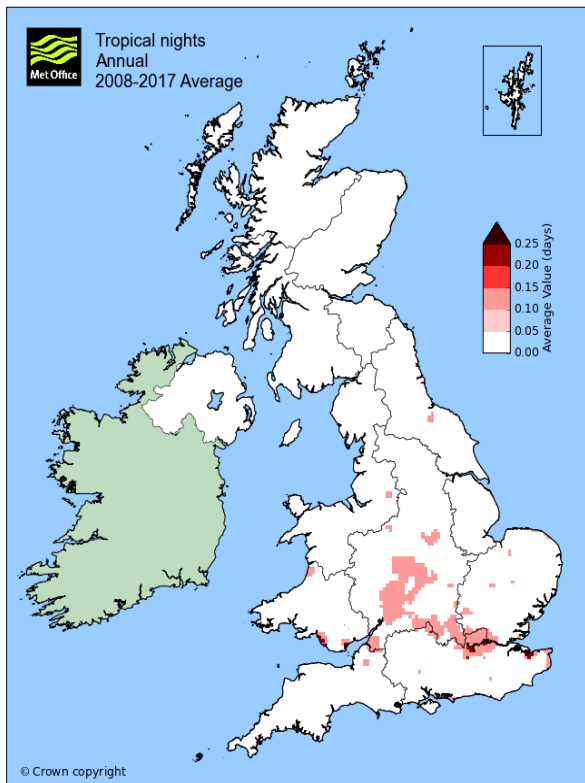 Tropical nights
Annual
2008-2017 Average
Met Office
0.25
0.20
0.15
0.10
0.05
0.00
Average Value (days)
© Crown copyright